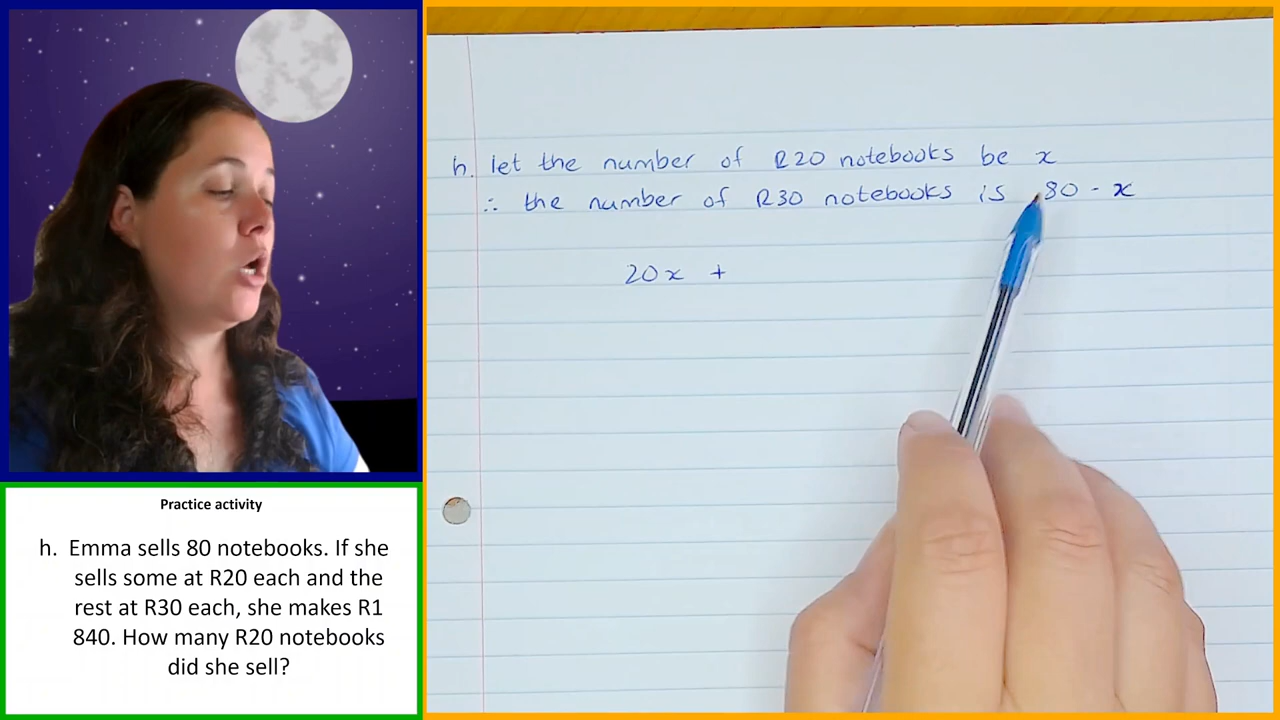 Practice activity
h. Emma sells 80 notebooks. If she
sells some at R20 each and the
rest at R30 each, she makes R1
840. How many R20 notebooks
did she sell?
h. let the number of R20 notebooks be x
∴ the number of R30 notebooks is 80 - x
20x +